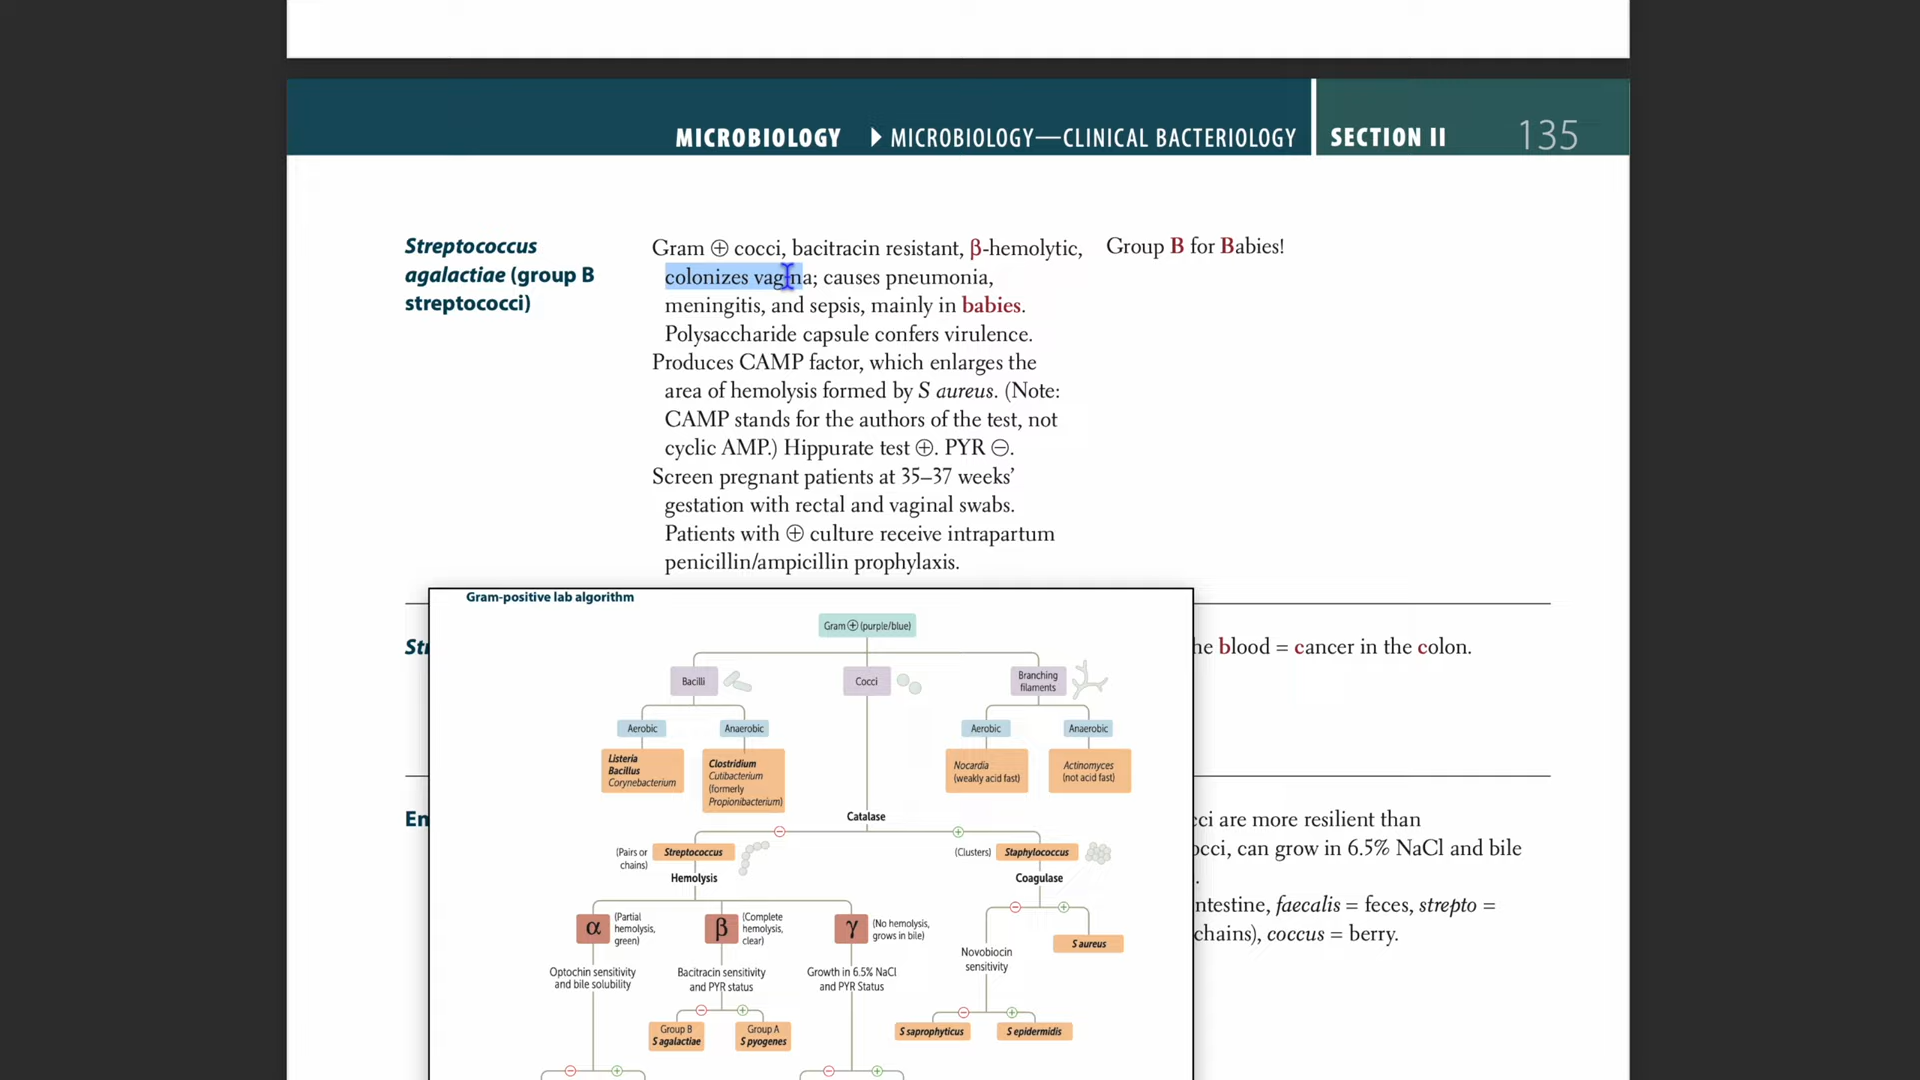 MICROBIOLOGY ▶ MICROBIOLOGY—CLINICAL BACTERIOLOGY SECTION II 135
Streptococcus
agalactiae (group B
streptococci)
Gram ⊕ cocci, bacitracin resistant, β-hemolytic,
colonizes vagina; causes pneumonia,
meningitis, and sepsis, mainly in babies.
Polysaccharide capsule confers virulence.
Produces CAMP factor, which enlarges the
area of hemolysis formed by S aureus. (Note:
CAMP stands for the authors of the test, not
cyclic AMP.) Hippurate test ⊕. PYR ⊖.
Screen pregnant patients at 35–37 weeks’
gestation with rectal and vaginal swabs.
Patients with ⊕ culture receive intrapartum
penicillin/ampicillin prophylaxis.
Group B for Babies!
blood = cancer in the colon.
are more resilient than
can grow in 6.5% NaCl and bile
faecalis = feces, strepto =
coccus = berry.
Gram-positive lab algorithm
Gram ⊕ (purple/blue)
Bacilli
Cocci
Branching
filaments
Aerobic
Anaerobic
Aerobic
Anaerobic
Listeria
Bacillus
Corynebacterium
Clostridium
Cutibacterium
(formerly
Propionibacterium)
Nocardia
(weakly acid fast)
Actinomyces
(not acid fast)
Catalase
⊖
⊕
(Pairs or
chains)
Streptococcus
(Clusters)
Staphylococcus
Hemolysis
Coagulase
⊖
⊕
α
(Partial
hemolysis,
green)
β
(Complete
hemolysis,
clear)
γ
(No hemolysis,
grows in bile)
S aureus
Novobiocin
sensitivity
Optochin sensitivity
and bile solubility
Bacitracin sensitivity
and PYR status
Growth in 6.5% NaCl
and PYR Status
⊖
⊕
⊖
⊕
Group B
S agalactiae
Group A
S pyogenes
S saprophyticus
S epidermidis
⊖
⊕
⊖
⊕